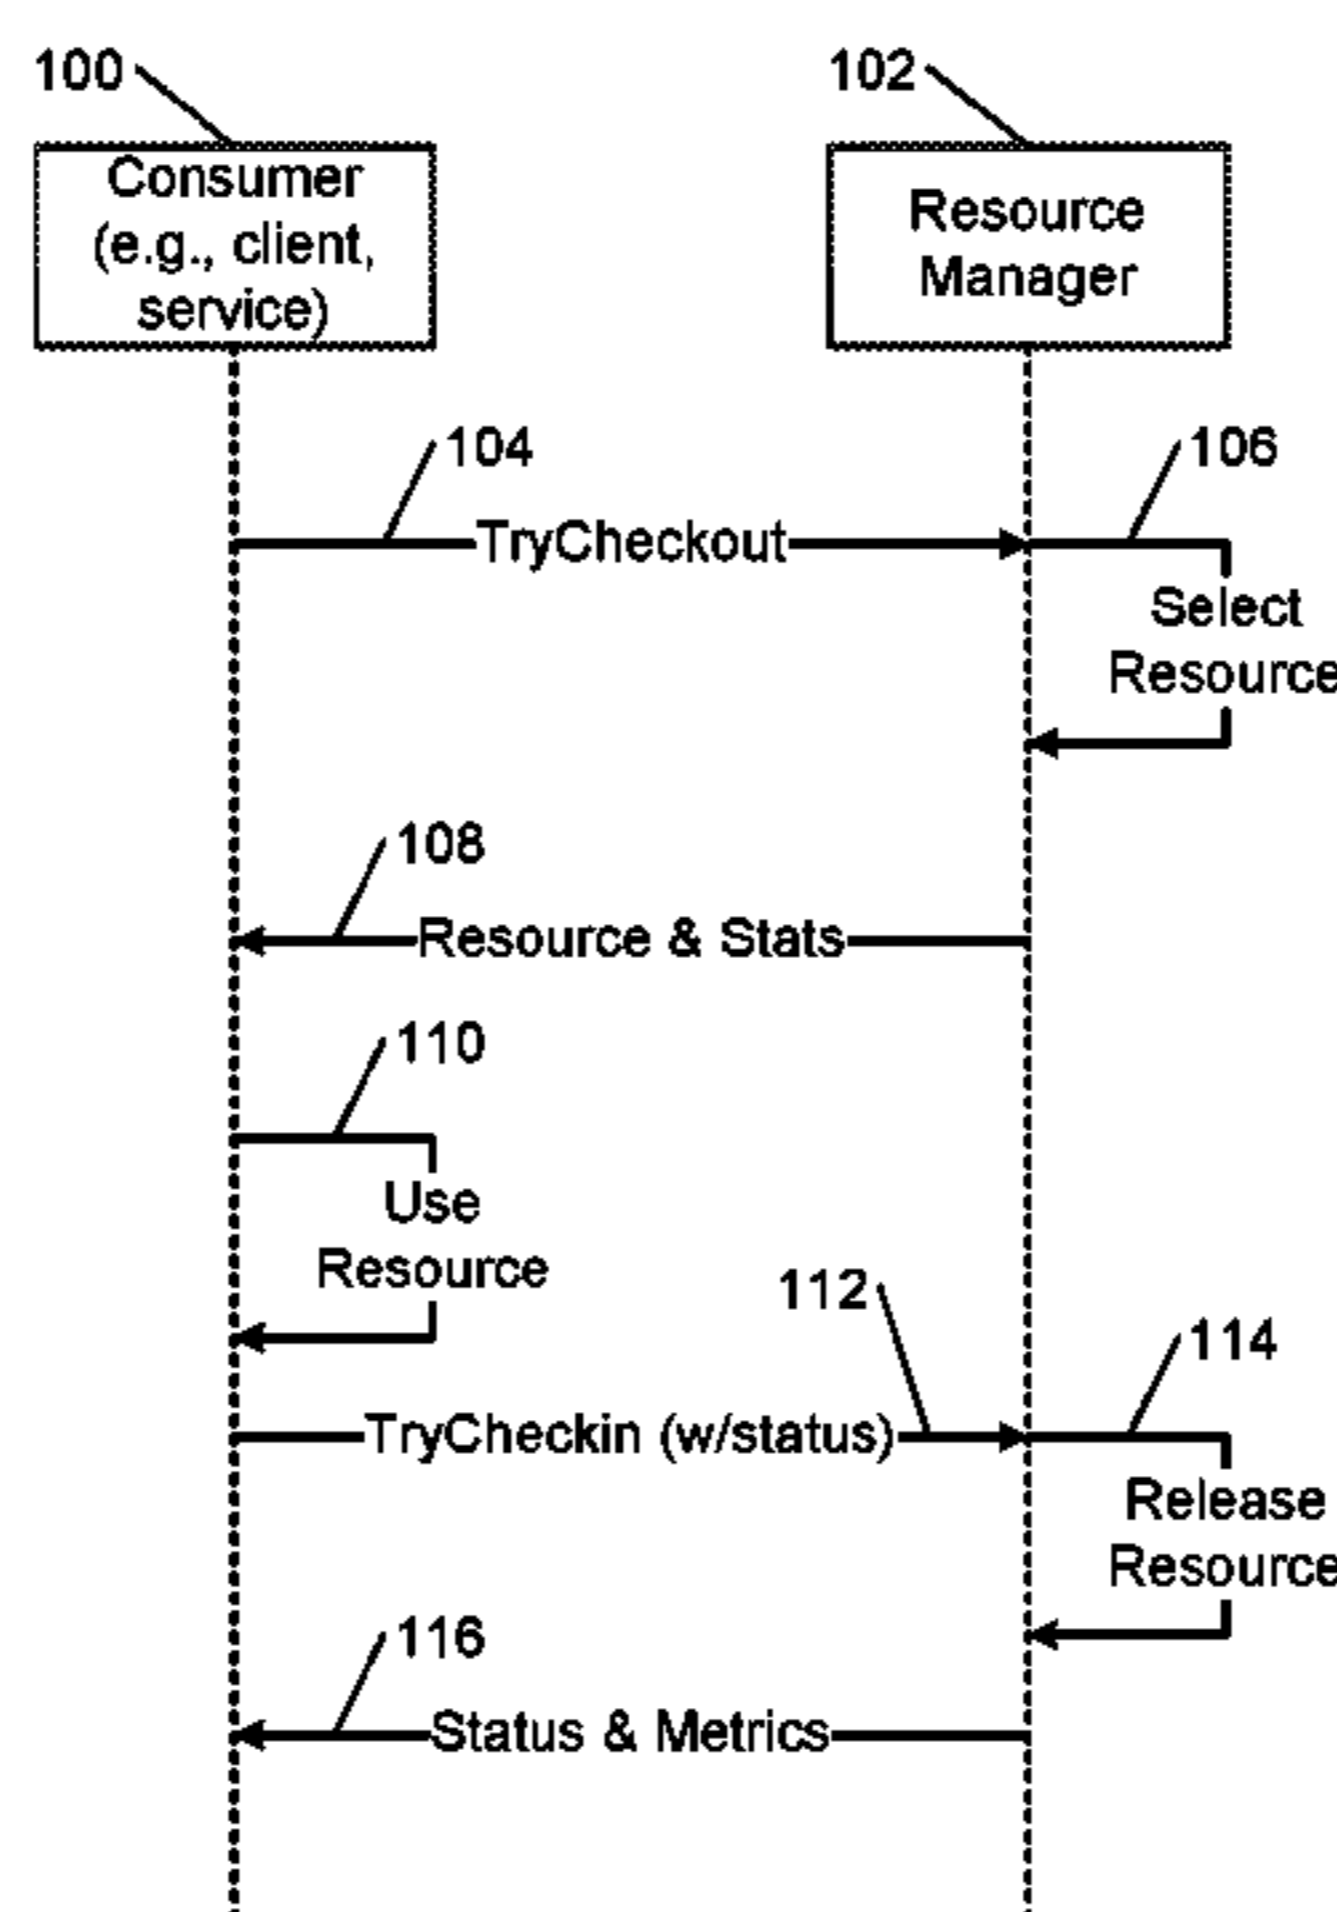 100
102
Consumer
(e.g., client,
service)
Resource
Manager
104
106
TryCheckout
Select
Resource
108
Resource & Stats
110
Use
Resource
112
114
TryCheckin (w/status)
Release
Resource
116
Status & Metrics